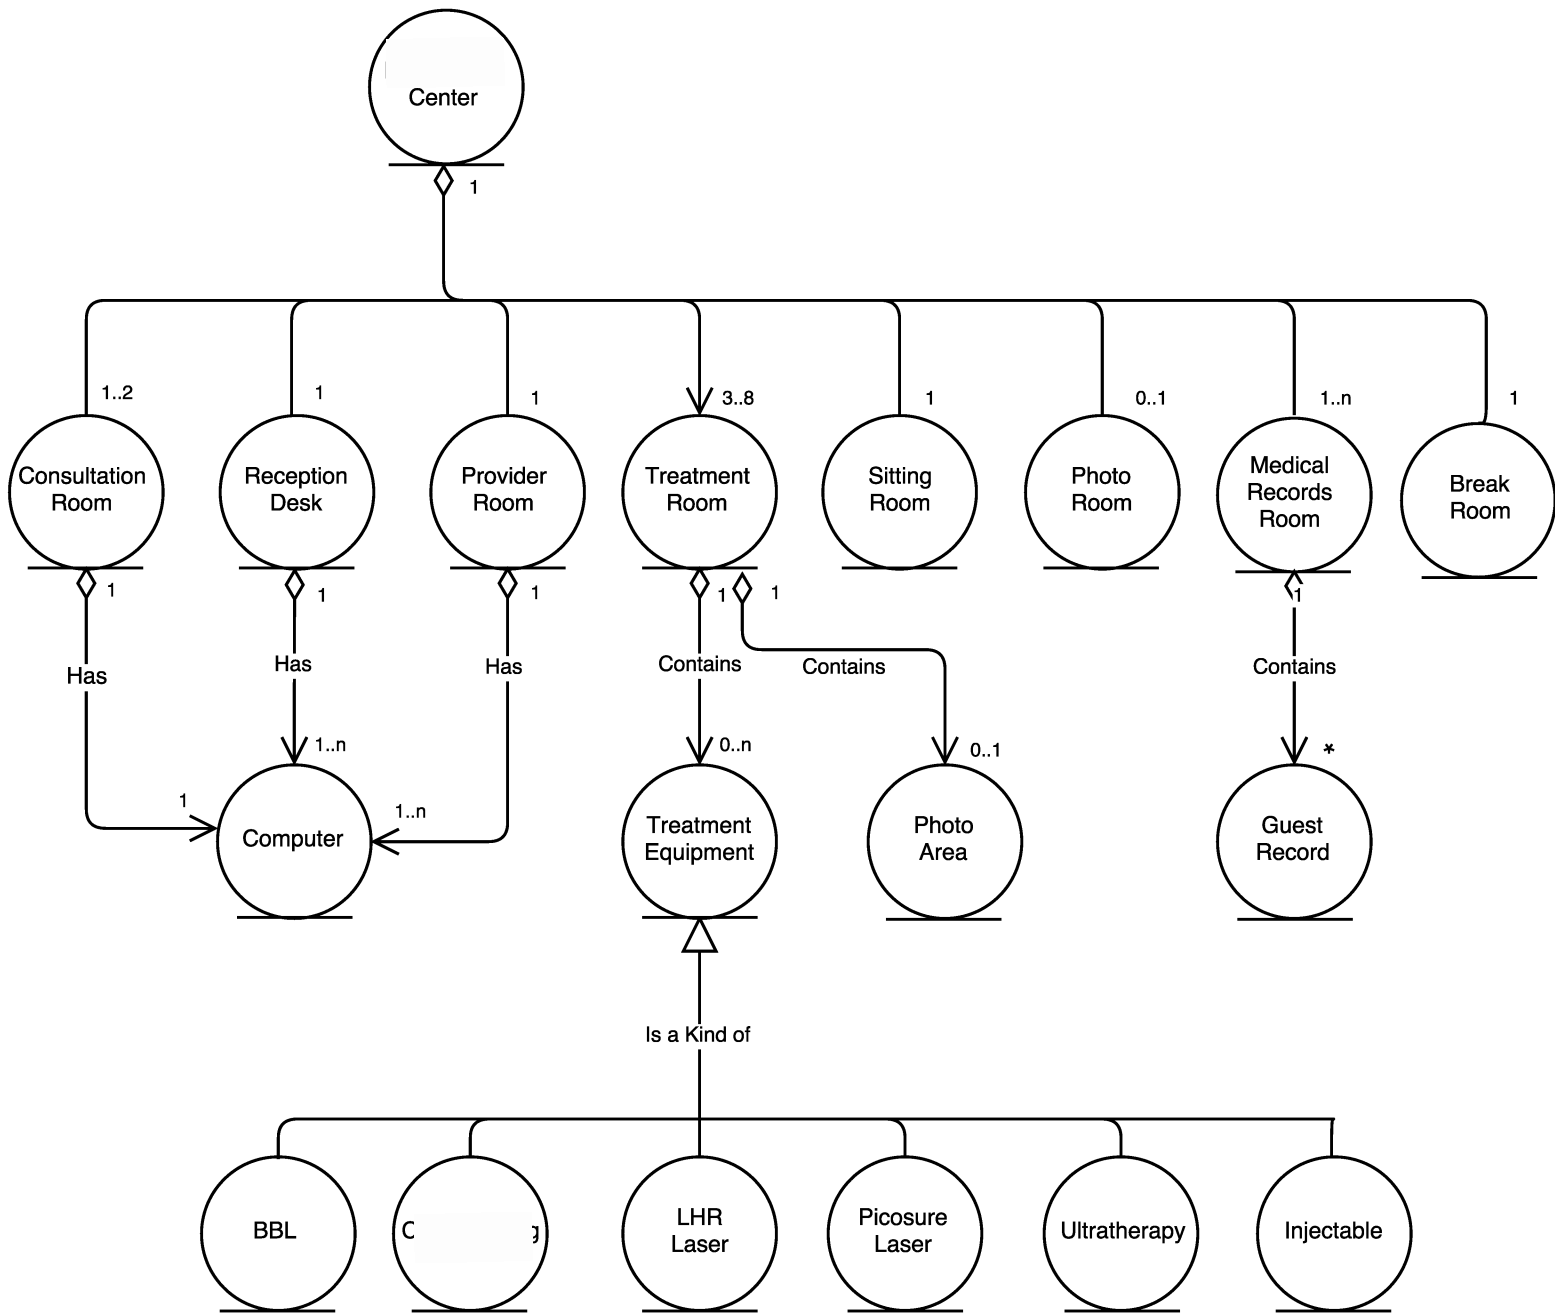 Center
1
1..2
1
1
3..8
1
0..1
1..n
1
Consultation
Room
Reception
Desk
Provider
Room
Treatment
Room
Sitting
Room
Photo
Room
Medical
Records
Room
Break
Room
1
1
1
1
1
1
Has
Has
Has
Contains
Contains
Contains
1
1..n
1..n
0..n
0..1
*
Computer
Treatment
Equipment
Photo
Area
Guest
Record
Is a Kind of
BBL
LHR
Laser
Picosure
Laser
Ultratherapy
Injectable